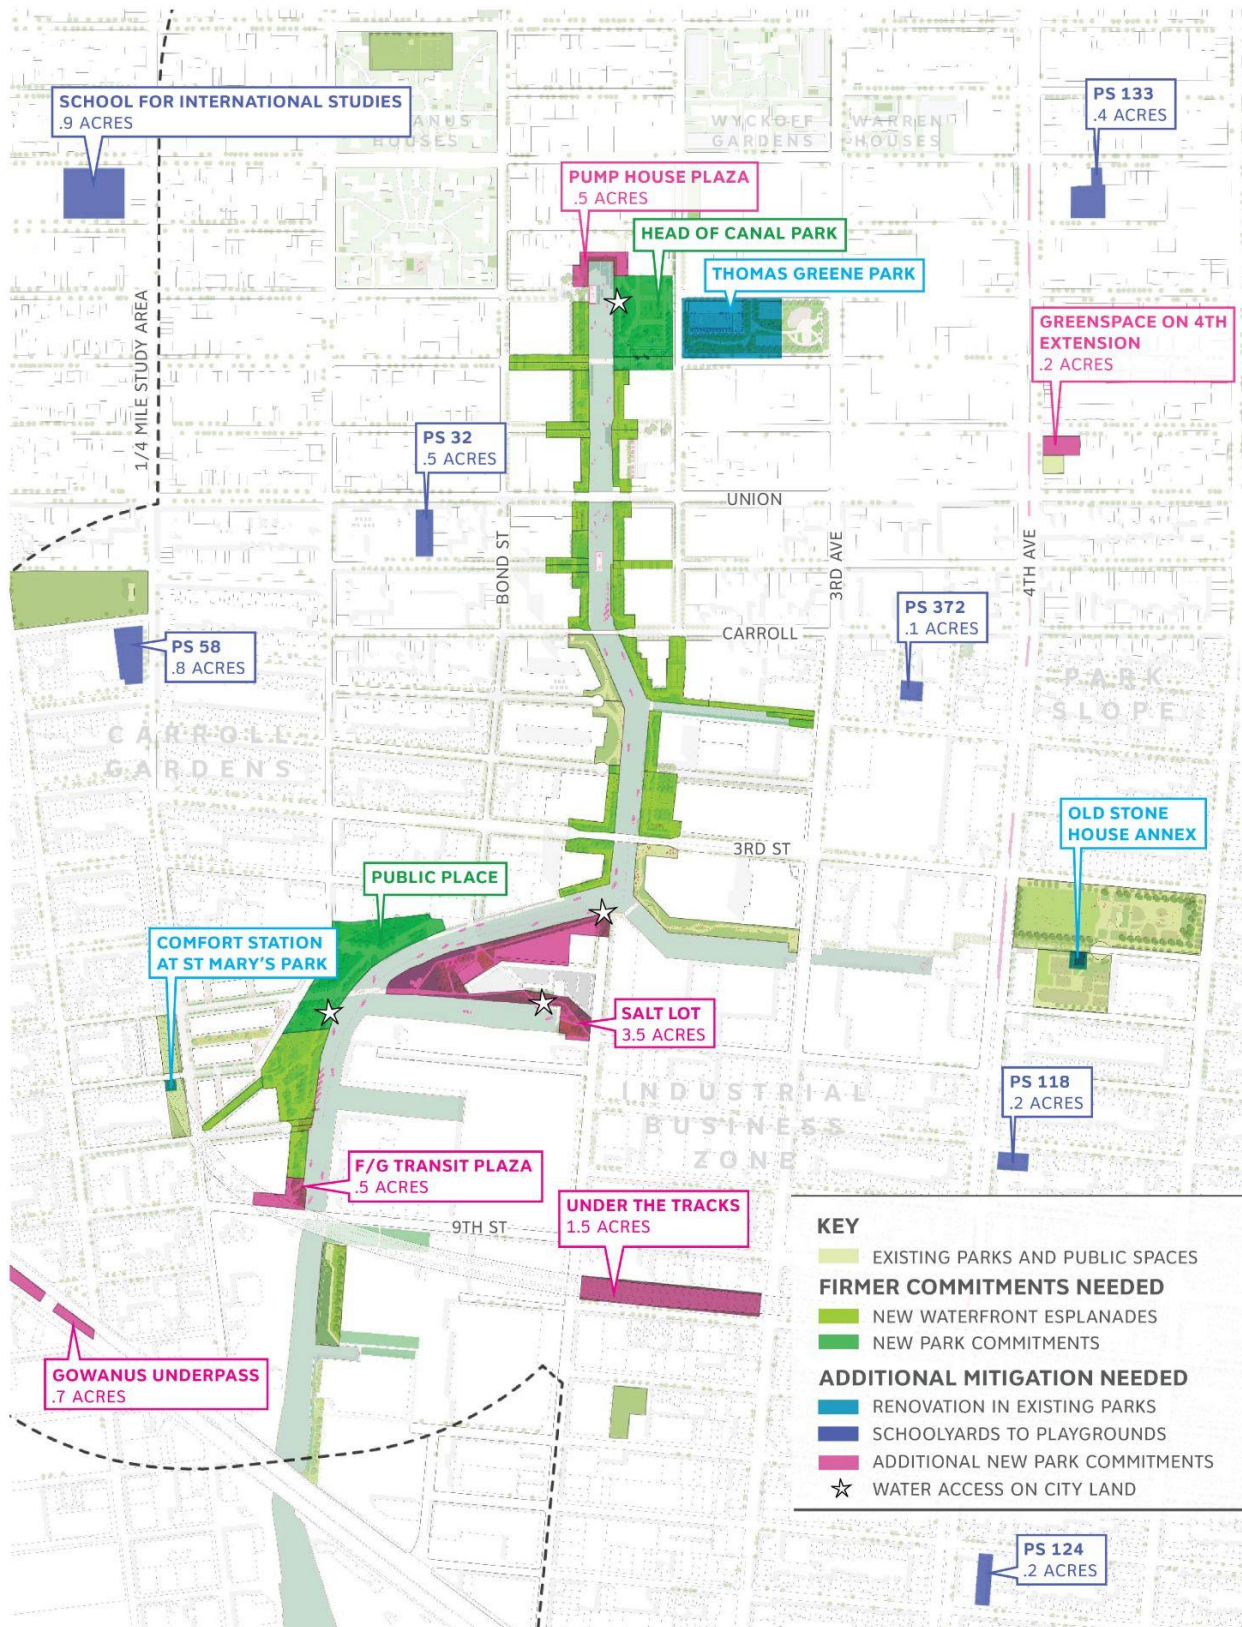 SCHOOL FOR INTERNATIONAL STUDIES
.9 ACRES
HOUSES
WYCKOFF
GARDENS
WARREN
HOUSES
PS 133
.4 ACRES
PUMP HOUSE PLAZA
.5 ACRES
HEAD OF CANAL PARK
THOMAS GREENE PARK
GREENSPACE ON 4TH
EXTENSION
.2 ACRES
1/4 MILE STUDY AREA
PS 32
.5 ACRES
UNION
BOND ST
3RD AVE
4TH AVE
PS 372
.1 ACRES
CARROLL
PS 58
.8 ACRES
PARK
SLOPE
CARROLL
GARDENS
OLD STONE
HOUSE ANNEX
3RD ST
PUBLIC PLACE
COMFORT STATION
AT ST MARY'S PARK
SALT LOT
3.5 ACRES
INDUSTRIAL
BUSINESS
ZONE
PS 118
.2 ACRES
F/G TRANSIT PLAZA
.5 ACRES
UNDER THE TRACKS
1.5 ACRES
9TH ST
GOWANUS UNDERPASS
.7 ACRES
KEY
EXISTING PARKS AND PUBLIC SPACES
FIRMER COMMITMENTS NEEDED
NEW WATERFRONT ESPLANADES
NEW PARK COMMITMENTS
ADDITIONAL MITIGATION NEEDED
RENOVATION IN EXISTING PARKS
SCHOOLYARDS TO PLAYGROUNDS
ADDITIONAL NEW PARK COMMITMENTS
WATER ACCESS ON CITY LAND
PS 124
.2 ACRES